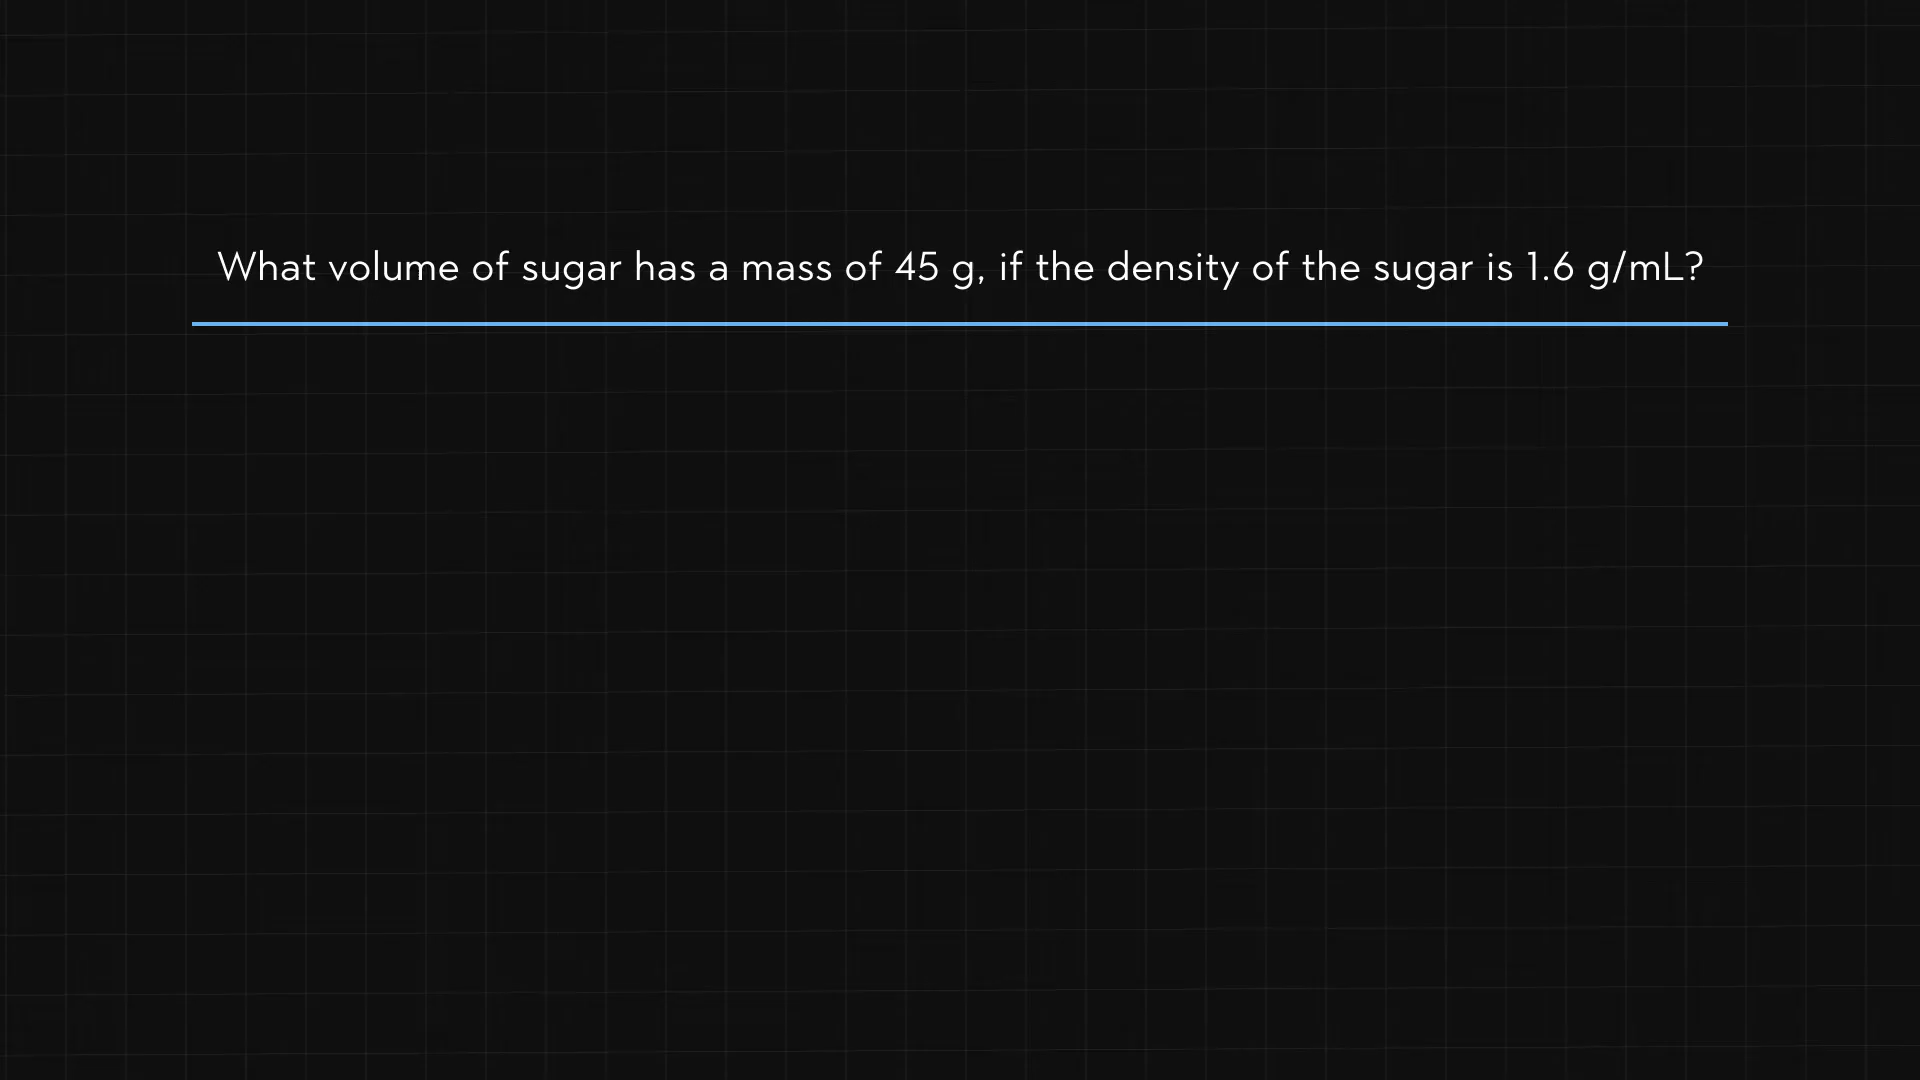 What volume of sugar has a mass of 45 g, if the density of the sugar is 1.6 g/mL?